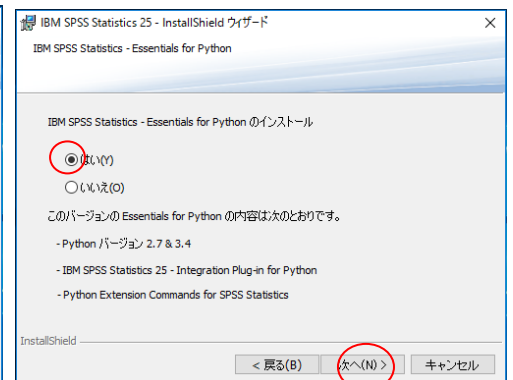 IBM SPSS Statistics 25 - InstallShield ウィザード
IBM SPSS Statistics - Essentials for Python
IBM SPSS Statistics - Essentials for Python のインストール
はい(Y)
いいえ(O)
このバージョンの Essentials for Python の内容は次のとおりです。
- Python バージョン 2.7 & 3.4
- IBM SPSS Statistics 25 - Integration Plug-in for Python
- Python Extension Commands for SPSS Statistics
InstallShield
< 戻る(B) 次へ(N) > キャンセル